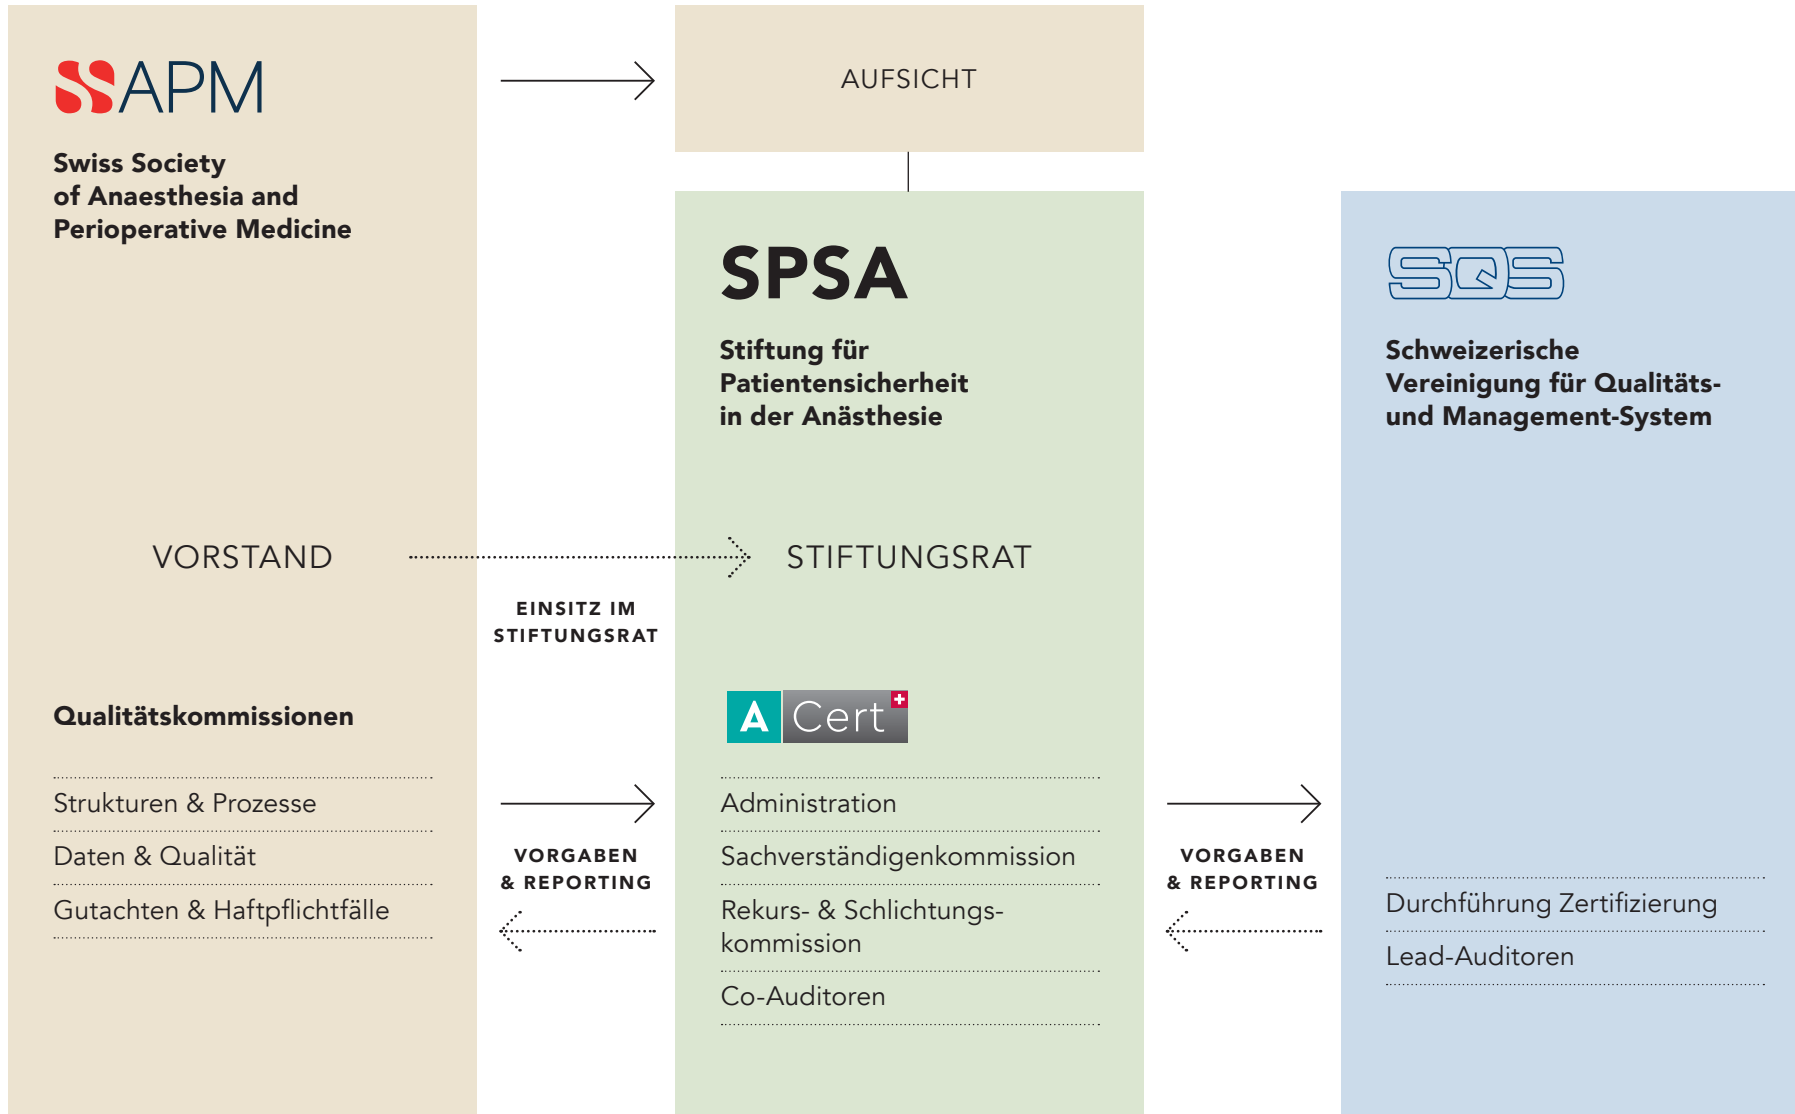 SSAPM
Swiss Society
of Anaesthesia and
Perioperative Medicine
VORSTAND
Qualitätskommissionen
Strukturen & Prozesse
Daten & Qualität
Gutachten & Haftpflichtfälle
EINSITZ IM
STIFTUNGSRAT
VORGABEN
& REPORTING
AUFSICHT
SPSA
Stiftung für
Patientensicherheit
in der Anästhesie
STIFTUNGSRAT
A Cert
Administration
Sachverständigenkommission
Rekurs- & Schlichtungs-
kommission
Co-Auditoren
VORGABEN
& REPORTING
SQS
Schweizerische
Vereinigung für Qualitäts-
und Management-System
Durchführung Zertifizierung
Lead-Auditoren